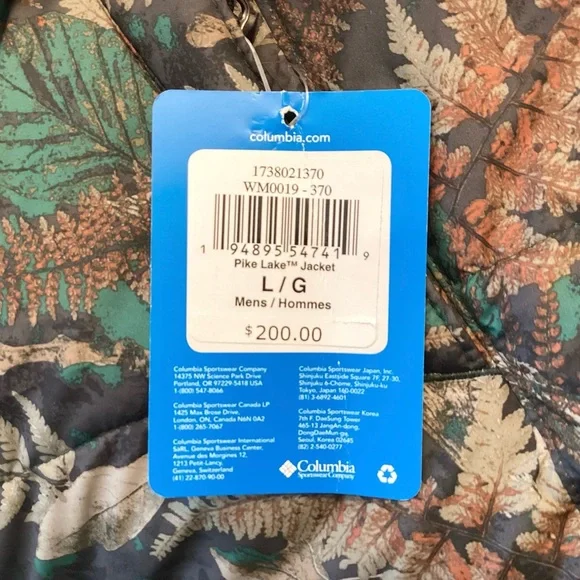 columbia.com
1738021370
WM0019 - 370
1 94895 54741 9
Pike Lake™ Jacket
L / G
Mens / Hommes
$200.00
Columbia Sportswear Company
14375 NW Science Park Drive
Portland, OR 97229-5418 USA
1 (800) 547-8066
Columbia Sportswear Canada LP
1425 Max Brose Drive,
London, ON. Canada N4N 0A2
1 (800) 265-7067
Columbia Sportswear International
SaRL, Geneva Business Center,
Avenue des Morgines 12,
1213 Petit-Lancy,
Geneva, Switzerland
(41) 22-870-90-00
Columbia Sportswear Japan, Inc.
Shinjuku Eastside Square 7F, 27-30,
Shinjuku 6-Chome, Shinjuku-ku
Tokyo, Japan 160-0022
(81) 3-6892-4601
Columbia Sportswear Korea
7th F. DaeSung Tower
465-13 JangAn-dong,
DongDaeMun-gu,
Seoul, Korea 02645
(82) 2-540-0277
Columbia
Sportswear Company